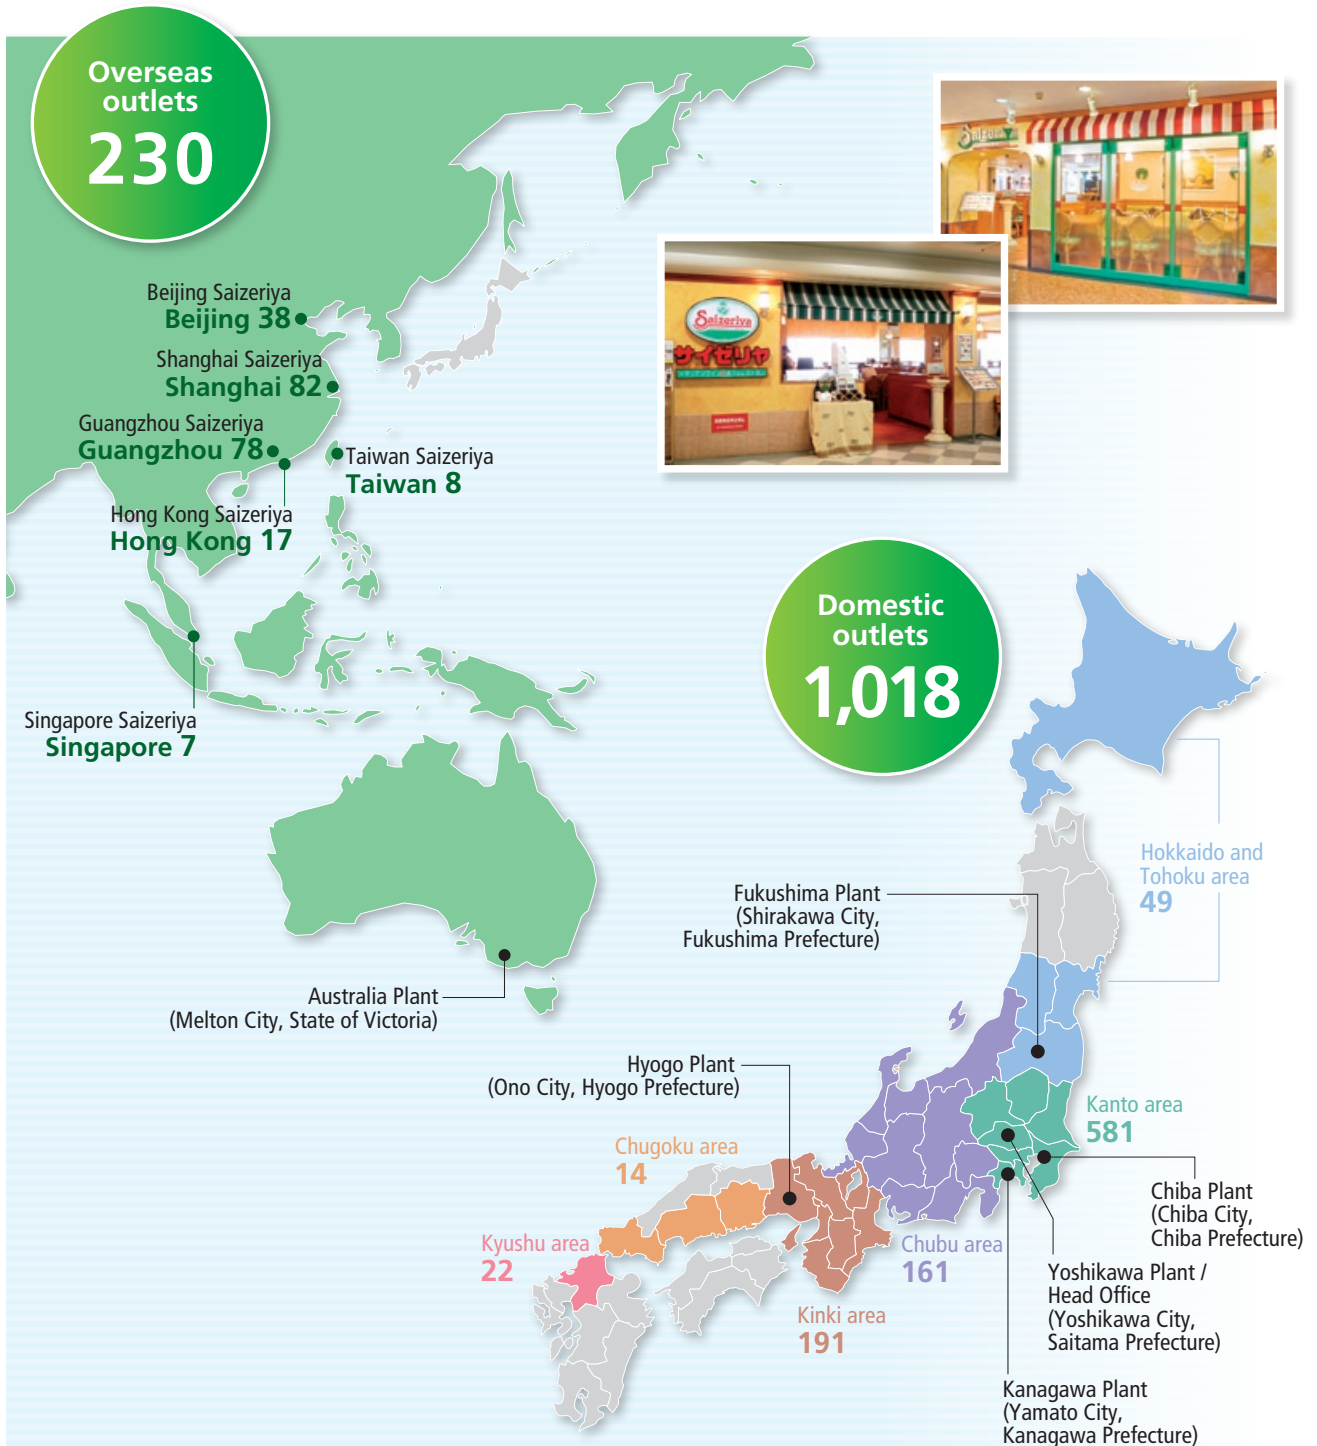 Overseas
outlets
230
Beijing Saizeriya
Beijing 38
Shanghai Saizeriya
Shanghai 82
Guangzhou Saizeriya
Guangzhou 78
Taiwan Saizeriya
Taiwan 8
Hong Kong Saizeriya
Hong Kong 17
Singapore Saizeriya
Singapore 7
Saizeriya
サイゼリヤ
Domestic
outlets
1,018
Hokkaido and
Tohoku area
49
Fukushima Plant
(Shirakawa City,
Fukushima Prefecture)
Australia Plant
(Melton City, State of Victoria)
Hyogo Plant
(Ono City, Hyogo Prefecture)
Kanto area
581
Chugoku area
14
Chiba Plant
(Chiba City,
Chiba Prefecture)
Kyushu area
22
Chubu area
161
Yoshikawa Plant /
Head Office
(Yoshikawa City,
Saitama Prefecture)
Kinki area
191
Kanagawa Plant
(Yamato City,
Kanagawa Prefecture)